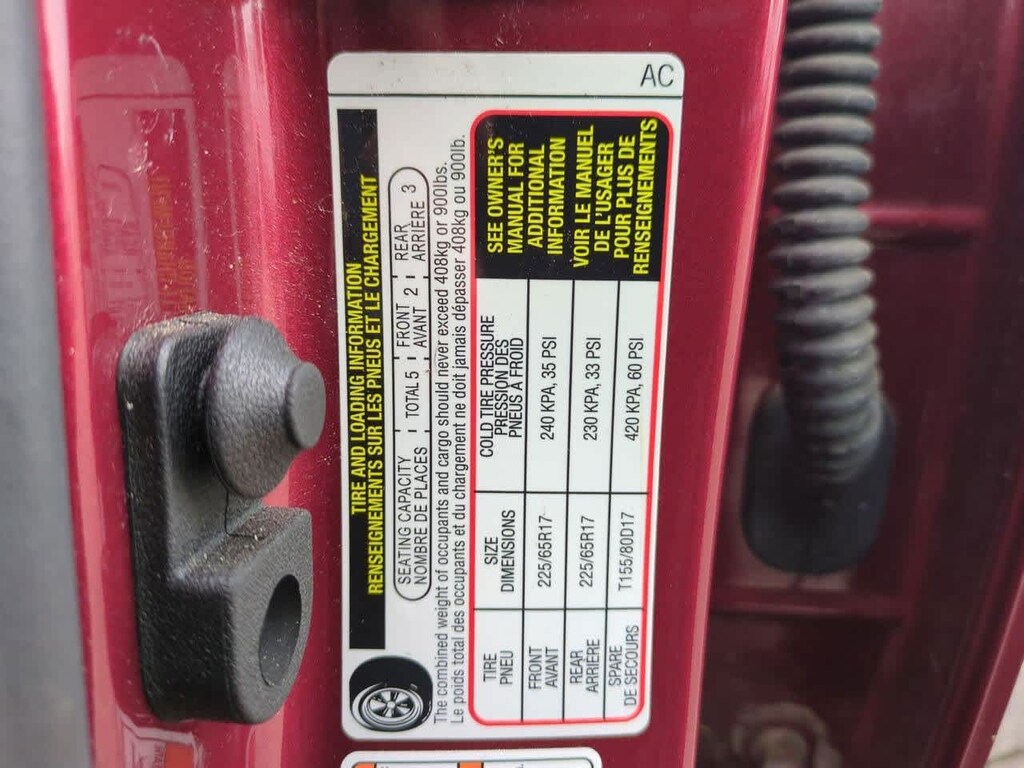 AC
TIRE AND LOADING INFORMATION
RENSEIGNEMENTS SUR LES PNEUS ET LE CHARGEMENT
SEATING CAPACITY TOTAL 5 FRONT 2 REAR 3
NOMBRE DE PLACES AVANT ARRIÈRE
The combined weight of occupants and cargo should never exceed 408kg or 900lbs.
Le poids total des occupants et du chargement ne doit jamais dépasser 408kg ou 900lb.
TIRE SIZE COLD TIRE PRESSURE
PNEU DIMENSIONS PRESSION DES
PNEUS À FROID
FRONT 225/65R17 240 KPA, 35 PSI
AVANT
REAR 225/65R17 230 KPA, 33 PSI
ARRIÈRE
SPARE T155/80D17 420 KPA, 60 PSI
DE SECOURS
SEE OWNER'S
MANUAL FOR
ADDITIONAL
INFORMATION
VOIR LE MANUEL
DE L'USAGER
POUR PLUS DE
RENSEIGNEMENTS